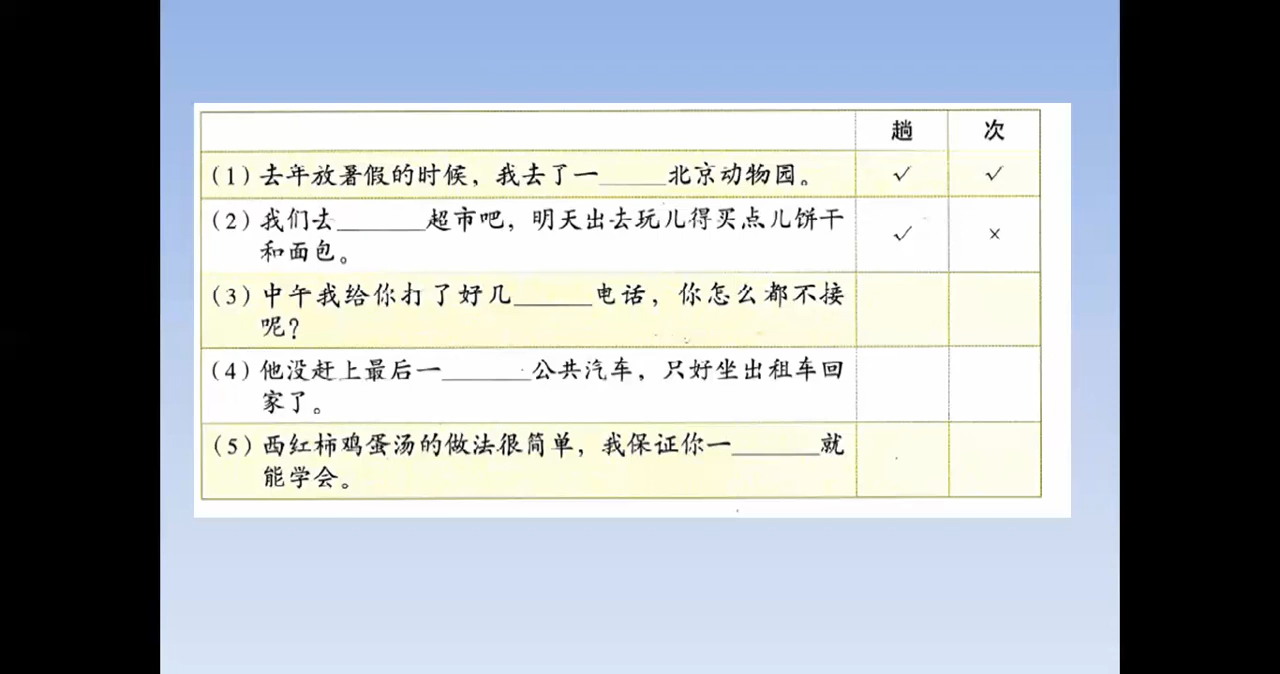 趟 次
(1) 去年放暑假的时候，我去了一_____北京动物园。 ✓ ✓
(2) 我们去_______超市吧，明天出去玩儿得买点儿饼干
和面包。 ✓ ×
(3) 中午我给你打了好几______电话，你怎么都不接
呢？
(4) 他没赶上最后一_______公共汽车，只好坐出租车回
家了。
(5) 西红柿鸡蛋汤的做法很简单，我保证你一_______就
能学会。